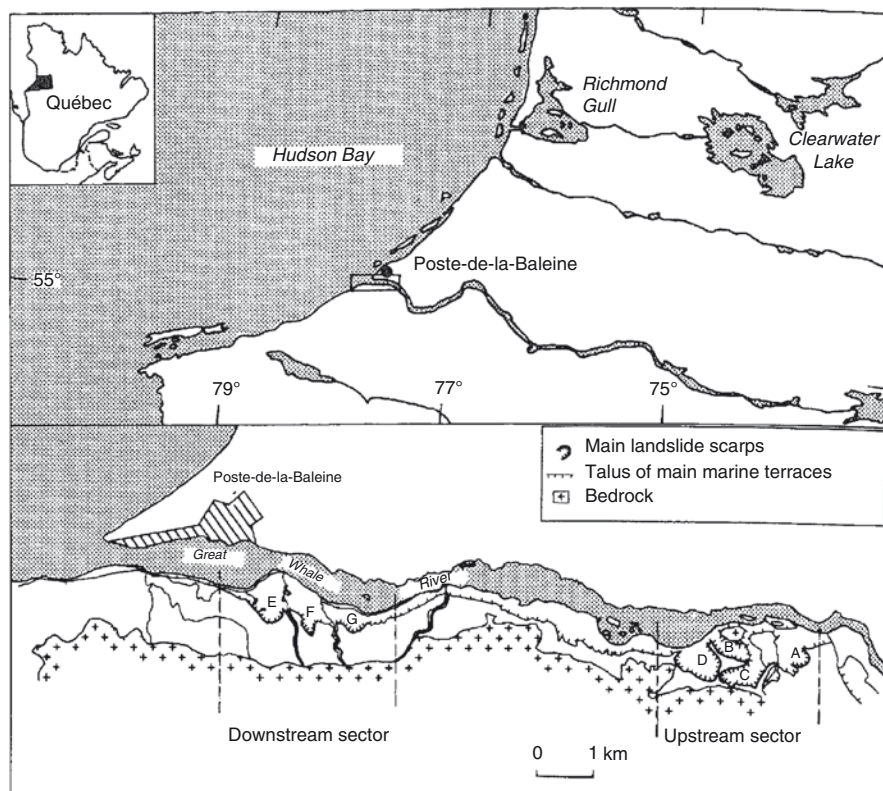 Québec
Hudson Bay
Richmond
Gull
Clearwater
Lake
Poste-de-la-Baleine
55°
79°
77°
75°
Main landslide scarps
Talus of main marine terraces
Bedrock
Poste-de-la-Baleine
Great
Whale
River
E
F
G
D
B
C
A
Downstream sector
Upstream sector
0 1 km